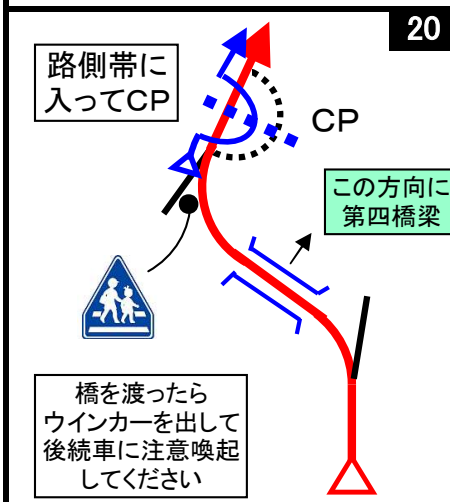 20
路側帯に
入ってCP
CP
この方向に
第四橋梁
橋を渡ったら
ウインカーを出して
後続車に注意喚起
してください